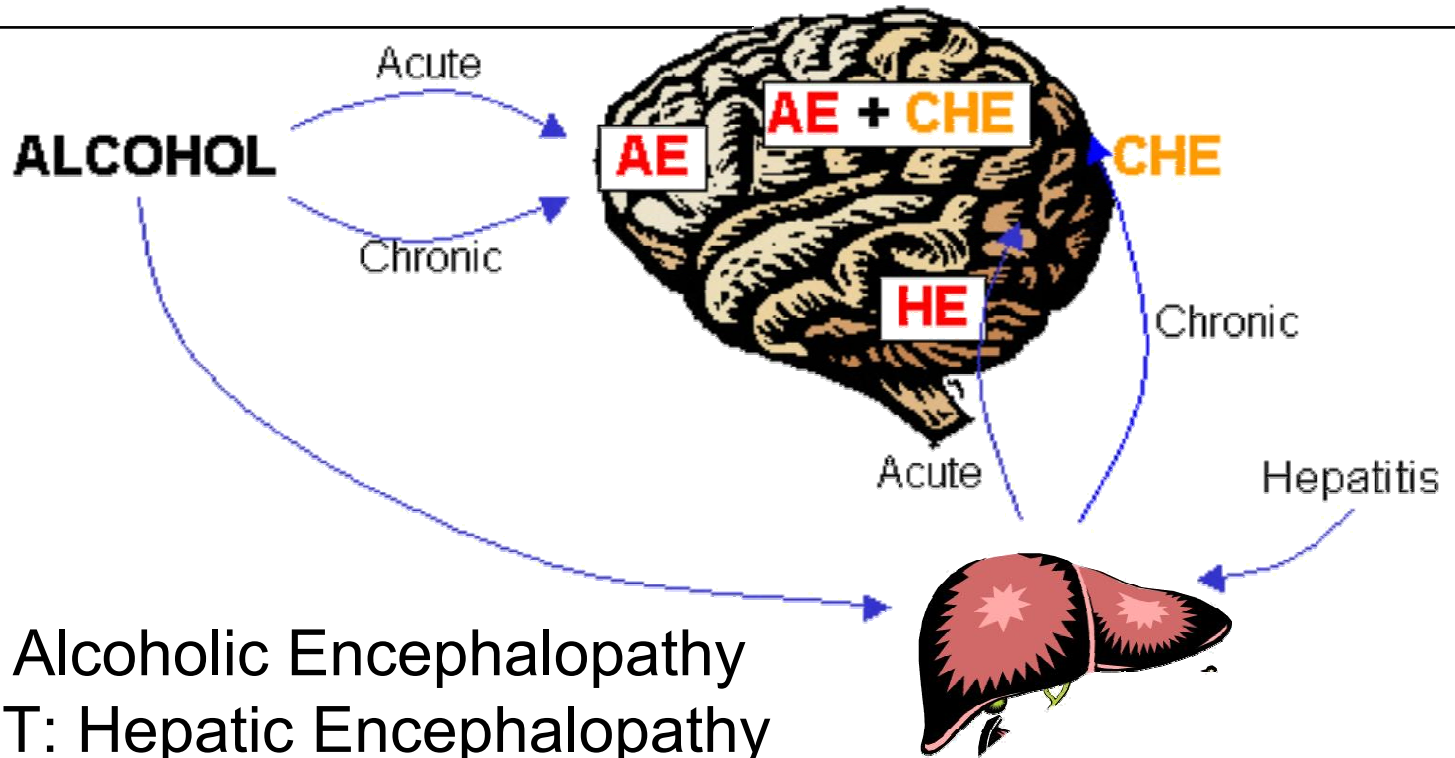 Acute
ALCOHOL
AE + CHE
AE
CHE
Chronic
HE
Chronic
Acute
Hepatitis
Alcoholic Encephalopathy
T: Hepatic Encephalopathy